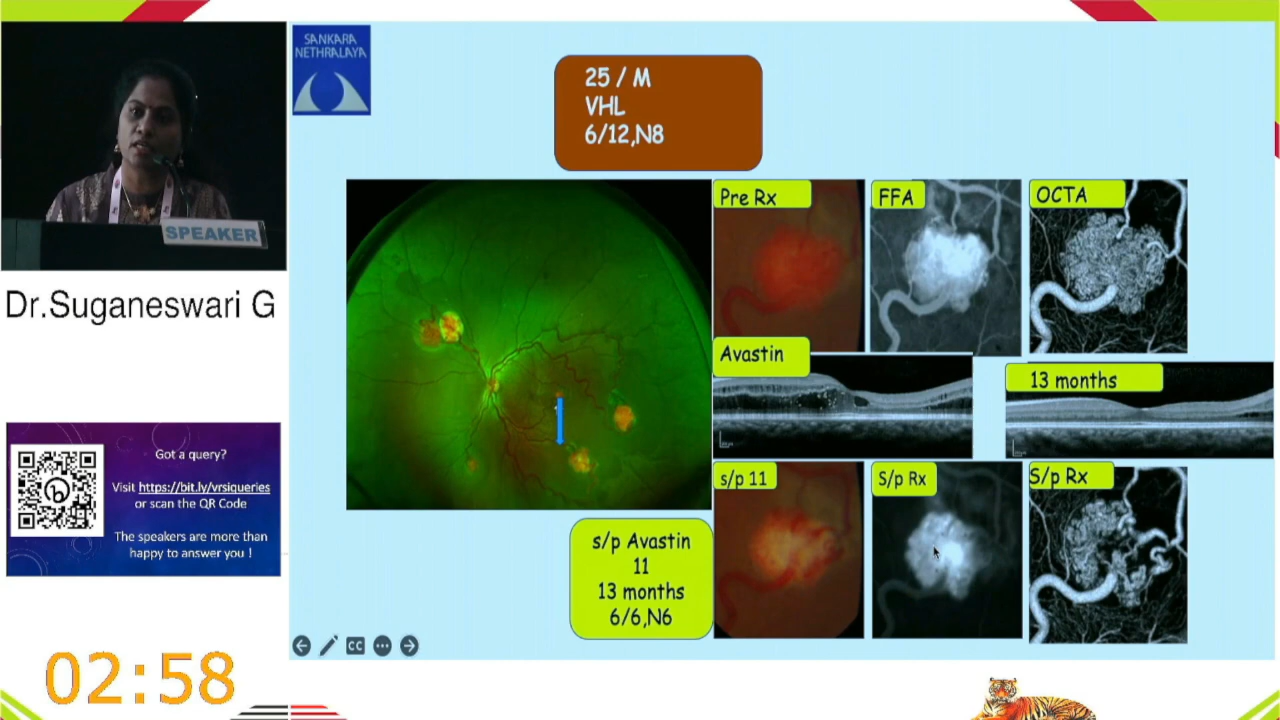 SANKARA
NETHRALAYA
25 / M
VHL
6/12,N8
SPEAKER
Dr.Suganeswari G
Pre Rx
FFA
OCTA
Avastin
13 months
s/p 11
S/p Rx
S/p Rx
s/p Avastin
11
13 months
6/6,N6
Got a query?
Visit https://bit.ly/vrsiqueries
or scan the QR Code
The speakers are more than
happy to answer you !
CC
02:58